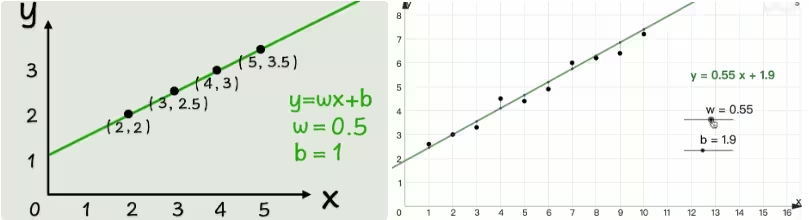 y
3
2
1
0 1 2 3 4 5 x
(2,2)
(3, 2.5)
(4, 3)
(5, 3.5)
y=wx+b
w = 0.5
b = 1
y
8
7
6
5
4
3
2
1
0 1 2 3 4 5 6 7 8 9 10 11 12 13 14 15 16 x
y = 0.55 x + 1.9
w = 0.55
b = 1.9